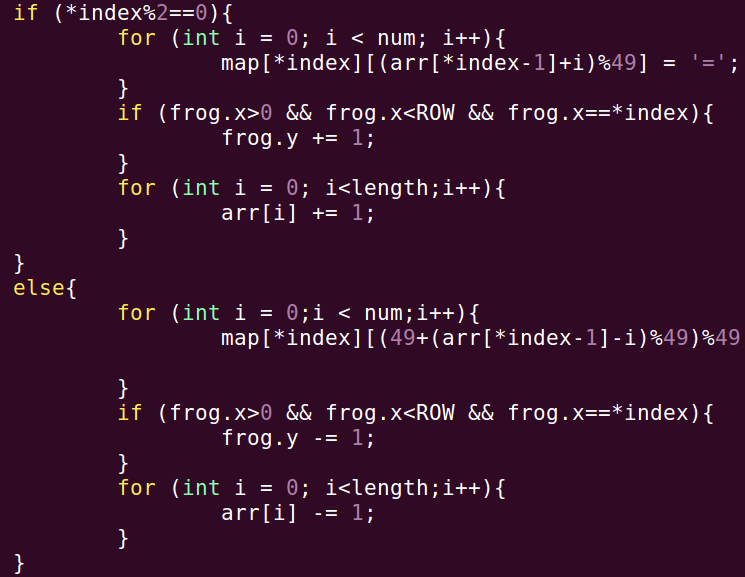 if (*index%2==0){
        for (int i = 0; i < num; i++){
                map[*index][(arr[*index-1]+i)%49] = '=';
        }
        if (frog.x>0 && frog.x<ROW && frog.x==*index){
                frog.y += 1;
        }
        for (int i = 0; i<length;i++){
                arr[i] += 1;
        }
}
else{
        for (int i = 0;i < num;i++){
                map[*index][(49+(arr[*index-1]-i)%49)%49

        }
        if (frog.x>0 && frog.x<ROW && frog.x==*index){
                frog.y -= 1;
        }
        for (int i = 0; i<length;i++){
                arr[i] -= 1;
        }
}